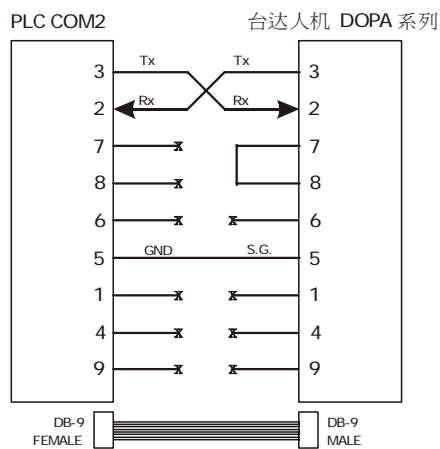 PLC COM2 台达人机 DOPA 系列
3 Tx Tx 3
2 Rx Rx 2
7 7
8 8
6 6
5 GND S.G. 5
1 1
4 4
9 9
DB-9 DB-9
FEMALE MALE